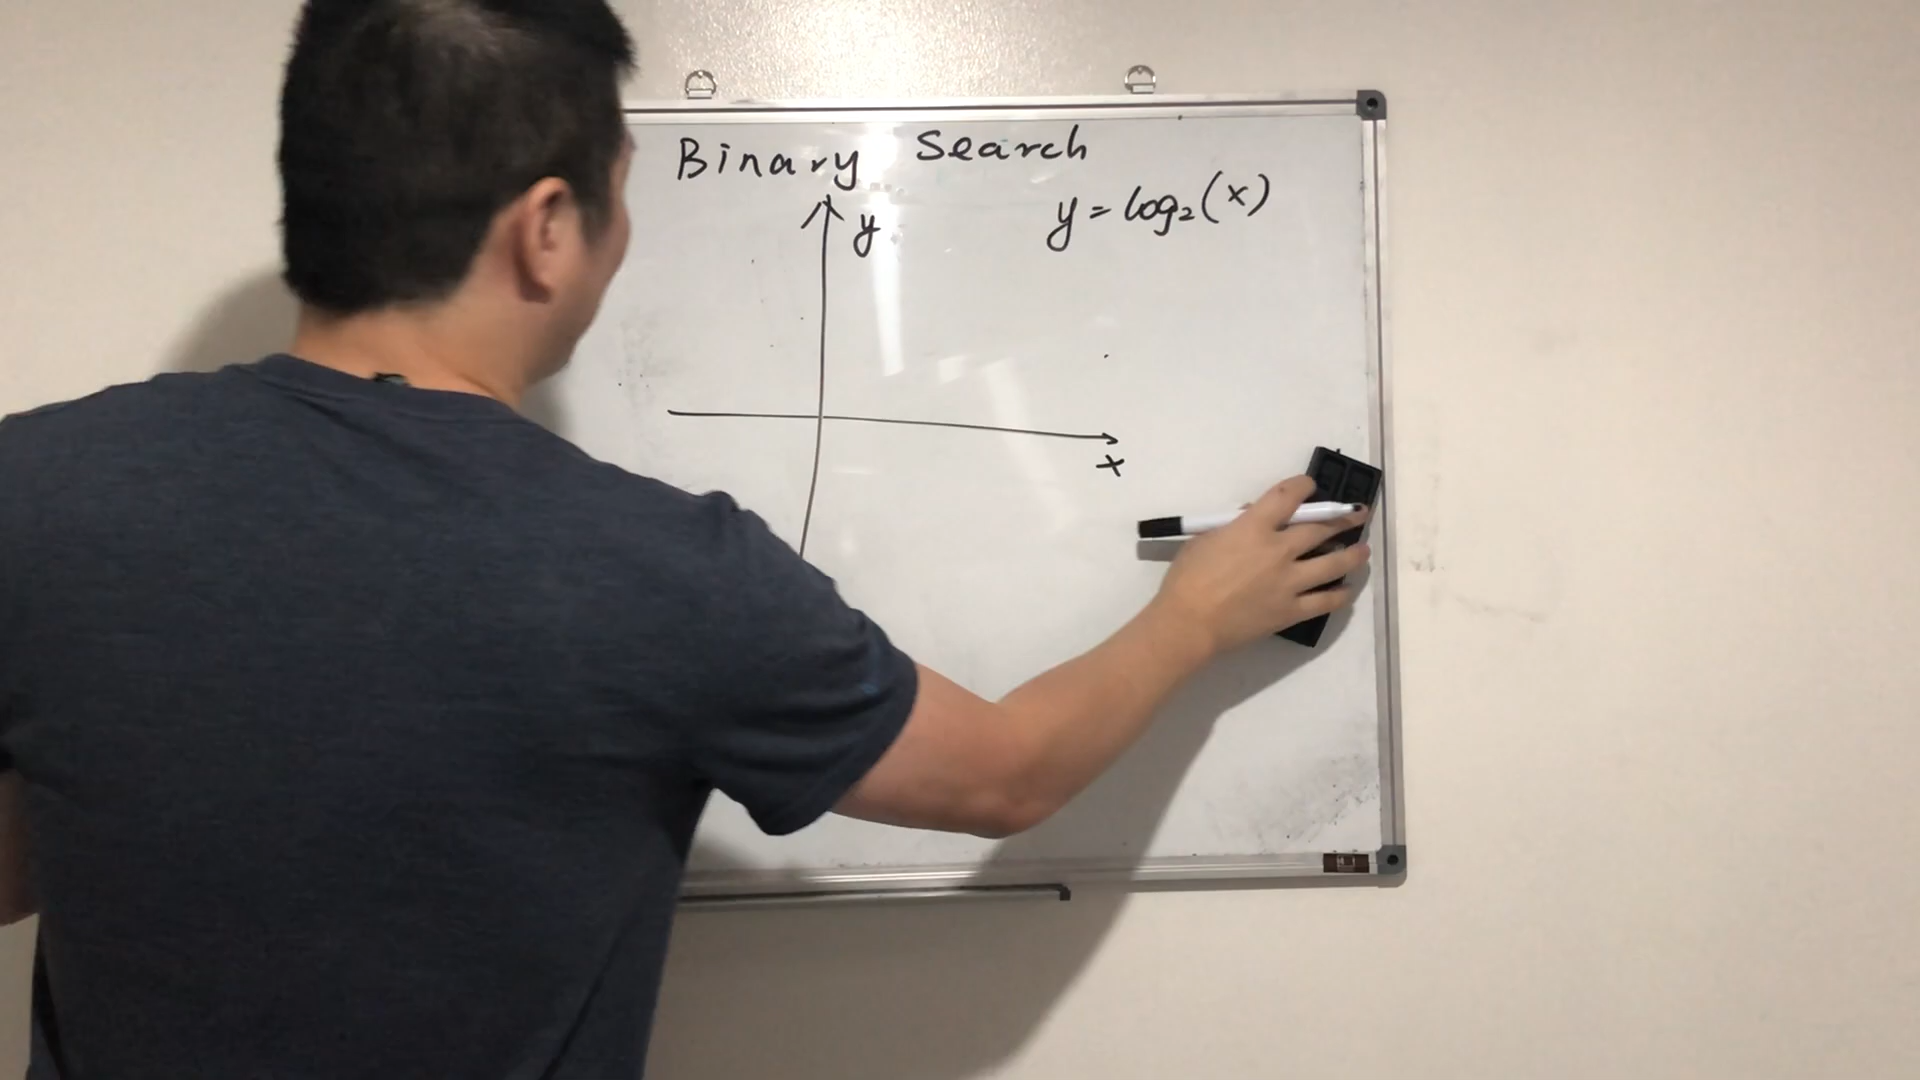 Binary Search
y = log₂(x)
y
x